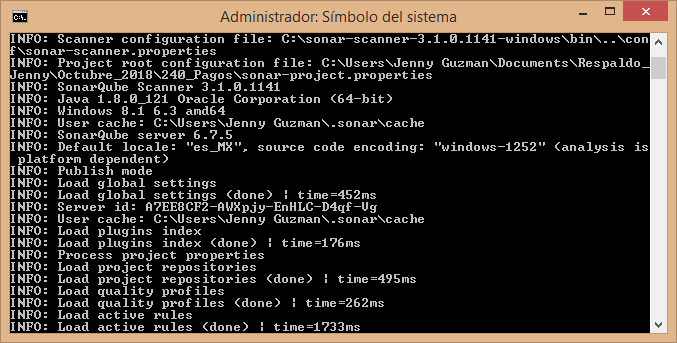 Administrador: Símbolo del sistema
INFO: Scanner configuration file: C:\sonar-scanner-3.1.0.1141-windows\bin\..\con
f\sonar-scanner.properties
INFO: Project root configuration file: C:\Users\Jenny Guzman\Documents\Respaldo_
Jenny\Octubre_2018\240_Pagos\sonar-project.properties
INFO: SonarQube Scanner 3.1.0.1141
INFO: Java 1.8.0_121 Oracle Corporation (64-bit)
INFO: Windows 8.1 6.3 amd64
INFO: User cache: C:\Users\Jenny Guzman\.sonar\cache
INFO: SonarQube server 6.7.5
INFO: Default locale: "es_MX", source code encoding: "windows-1252" (analysis is
 platform dependent)
INFO: Publish mode
INFO: Load global settings
INFO: Load global settings (done) | time=452ms
INFO: Server id: A7EE8CF2-AWXpjy-EnHLC-D4qf-Vg
INFO: User cache: C:\Users\Jenny Guzman\.sonar\cache
INFO: Load plugins index
INFO: Load plugins index (done) | time=176ms
INFO: Process project properties
INFO: Load project repositories
INFO: Load project repositories (done) | time=495ms
INFO: Load quality profiles
INFO: Load quality profiles (done) | time=262ms
INFO: Load active rules
INFO: Load active rules (done) | time=1733ms